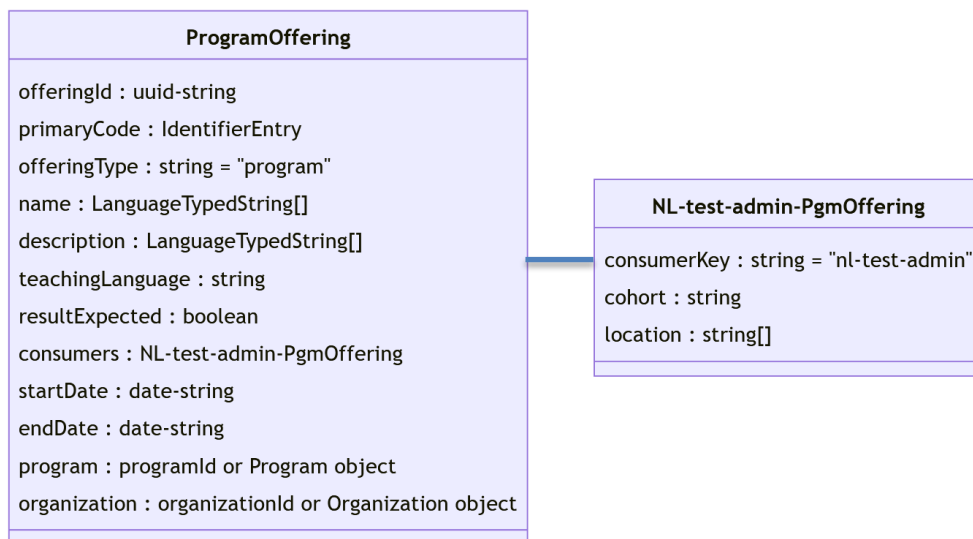 ProgramOffering
offeringId : uuid-string
primaryCode : IdentifierEntry
offeringType : string = "program"
name : LanguageTypedString[]
description : LanguageTypedString[]
teachingLanguage : string
resultExpected : boolean
consumers : NL-test-admin-PgmOffering
startDate : date-string
endDate : date-string
program : programId or Program object
organization : organizationId or Organization object
NL-test-admin-PgmOffering
consumerKey : string = "nl-test-admin"
cohort : string
location : string[]